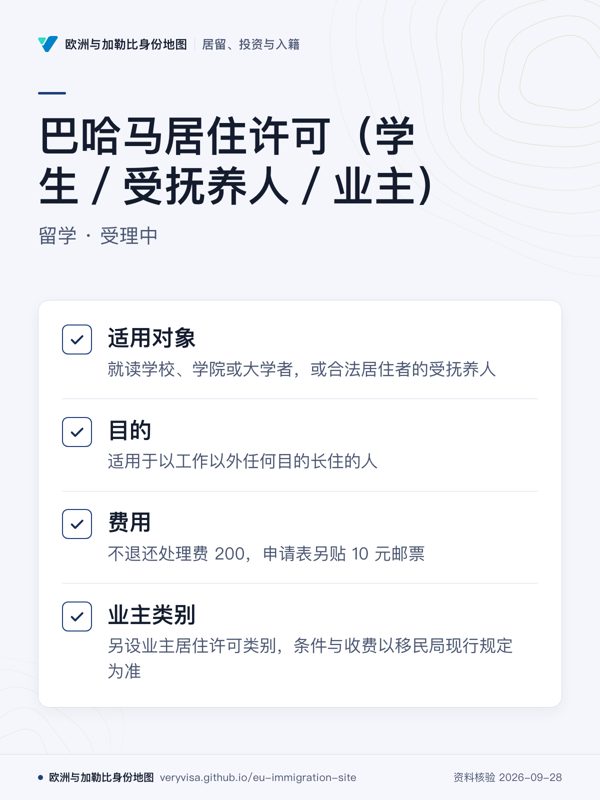 欧洲与加勒比身份地图 居留、投资与入籍
巴哈马居住许可（学
生 / 受抚养人 / 业主）
留学 · 受理中
适用对象
就读学校、学院或大学者，或合法居住者的受抚养人
目的
适用于以工作以外任何目的长住的人
费用
不退还处理费 200，申请表另贴 10 元邮票
业主类别
另设业主居住许可类别，条件与收费以移民局现行规定
为准
欧洲与加勒比身份地图 veryvisa.github.io/eu-immigration-site 资料核验 2026-09-28